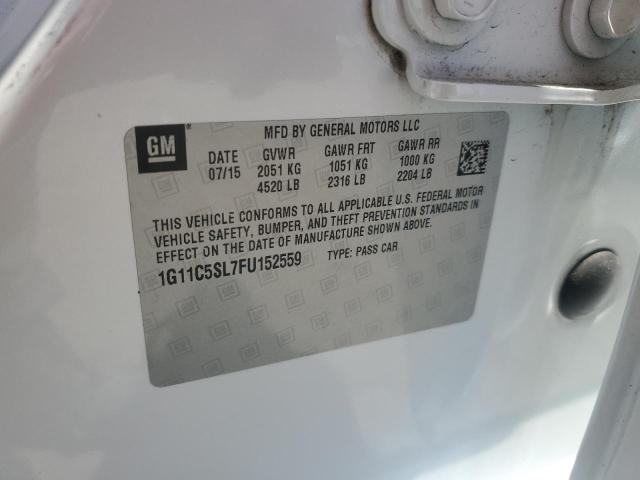 GM
MFD BY GENERAL MOTORS LLC
DATE GVWR GAWR FRT GAWR RR
07/15 2051 KG 1051 KG 1000 KG
4520 LB 2316 LB 2204 LB
THIS VEHICLE CONFORMS TO ALL APPLICABLE U.S. FEDERAL MOTOR
VEHICLE SAFETY, BUMPER, AND THEFT PREVENTION STANDARDS IN
EFFECT ON THE DATE OF MANUFACTURE SHOWN ABOVE.
1G11C5SL7FU152559 TYPE: PASS CAR